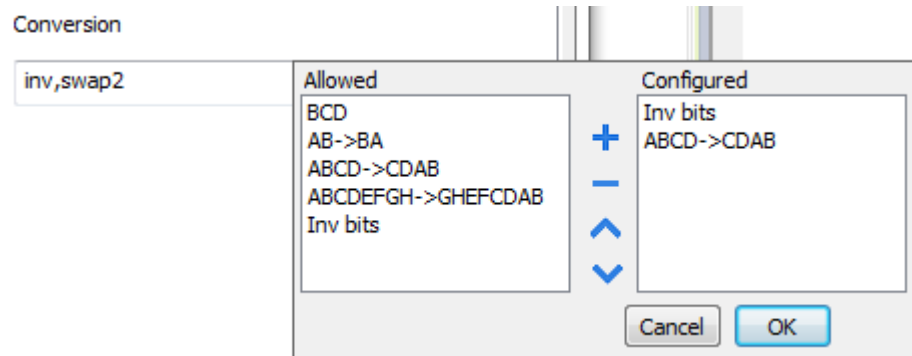 Conversion
inv,swap2
Allowed
BCD
AB->BA
ABCD->CDAB
ABCDEFGH->GHEFCDAB
Inv bits
Configured
Inv bits
ABCD->CDAB
Cancel
OK